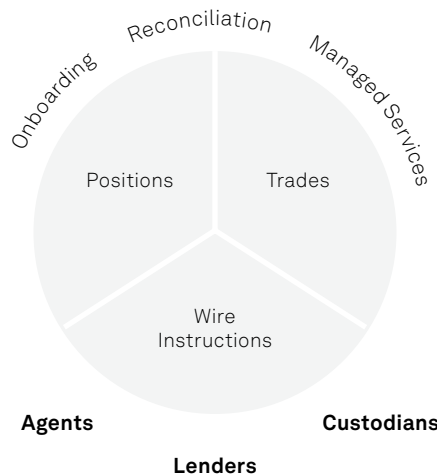 Onboarding
Reconciliation
Managed Services
Positions
Trades
Wire
Instructions
Agents
Custodians
Lenders